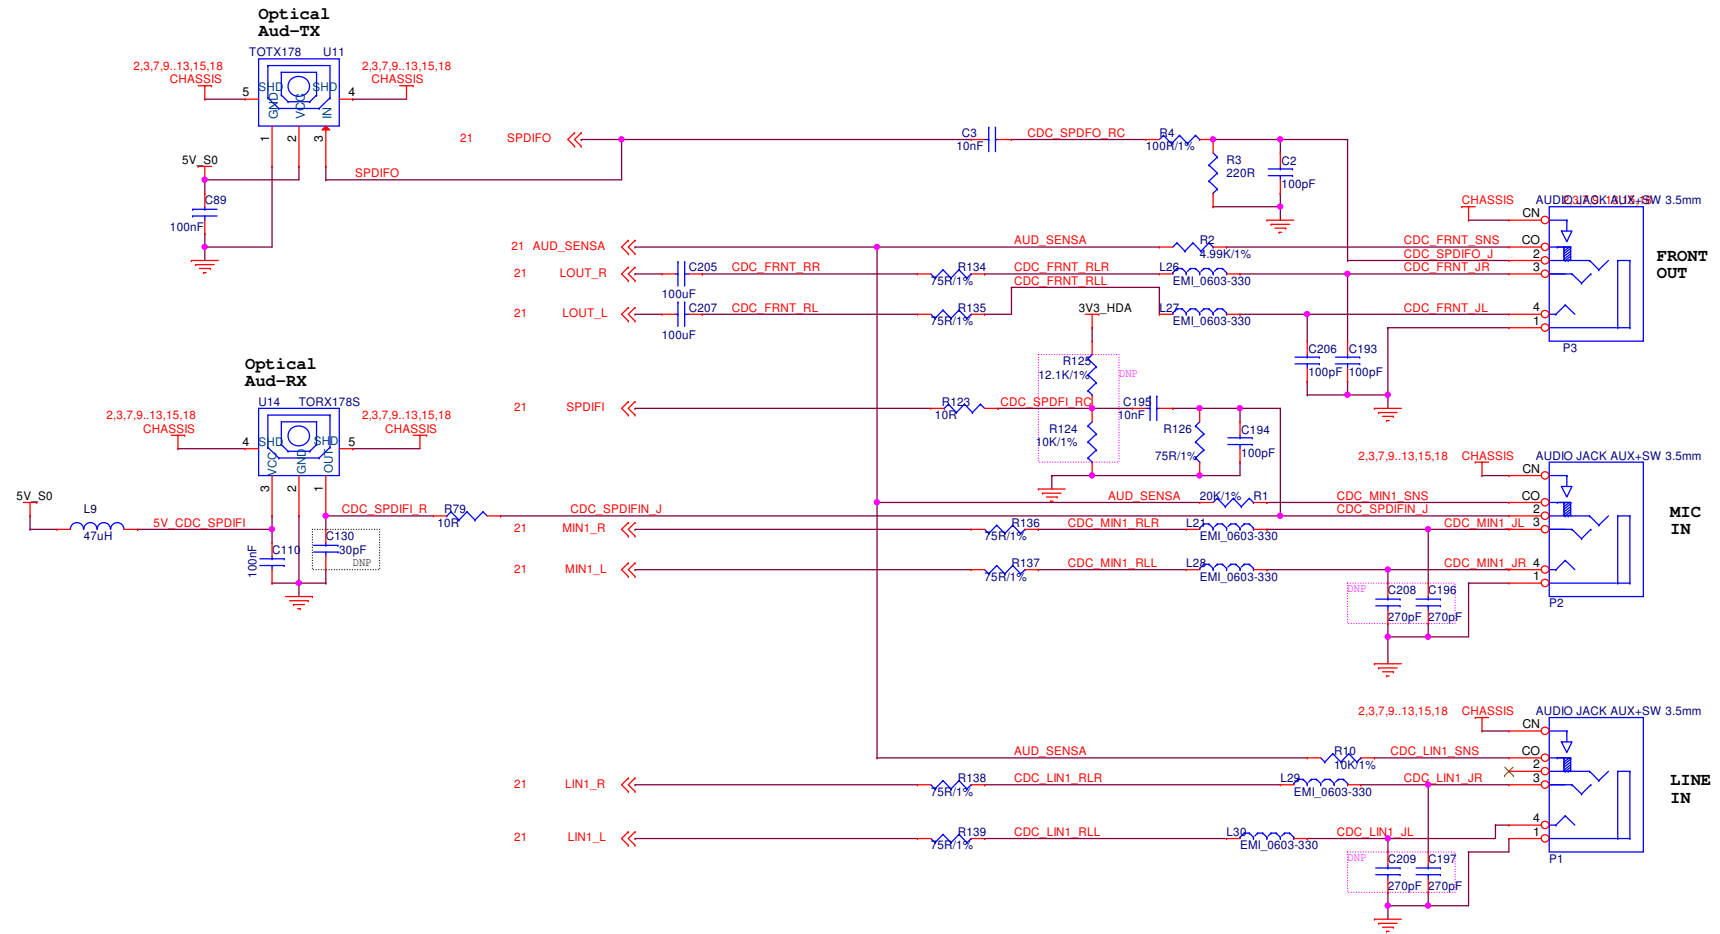 Optical
Aud-TX
TOTX178 U11
2,3,7,9..13,15,18
CHASSIS
2,3,7,9..13,15,18
CHASSIS
5 SHD SHD 4
GND VCC IN
1 2 3
5V_S0
SPDIFO
C89
100nF
21 SPDIFO
C3
10nF
CDC_SPDFO_RC
R4
100R/1%
R3
220R
C2
100pF
21 AUD_SENSA
AUD_SENSA
R2
4.99K/1%
CDC_FRNT_SNS
CDC_SPDIFO_J
21 LOUT_R
C205
100uF
CDC_FRNT_RR
R134
75R/1%
CDC_FRNT_RLR
L26
EMI_0603-330
CDC_FRNT_JR
21 LOUT_L
C207
100uF
CDC_FRNT_RL
R135
75R/1%
CDC_FRNT_RLL
L27
EMI_0603-330
CDC_FRNT_JL
C206
100pF
C193
100pF
CHASSIS
AUDIO JACK AUX+SW 3.5mm
CN
CO
2
3
4
1
P3
FRONT
OUT
Optical
Aud-RX
U14 TORX178S
2,3,7,9..13,15,18
CHASSIS
2,3,7,9..13,15,18
CHASSIS
4 SHD SHD 5
VCC GND OUT
3 2 1
5V_S0
L9
47uH
5V_CDC_SPDIFI
C110
100nF
C130
30pF
DNP
CDC_SPDIFI_R
R79
10R
CDC_SPDIFIN_J
21 SPDIFI
R123
10R
CDC_SPDFI_RC
3V3_HDA
R125
12.1K/1%
DNP
R124
10K/1%
C195
10nF
R126
75R/1%
C194
100pF
AUD_SENSA
20K/1% R1
CDC_MIN1_SNS
CDC_SPDIFIN_J
21 MIN1_R
R136
75R/1%
CDC_MIN1_RLR
L21
EMI_0603-330
CDC_MIN1_JL
21 MIN1_L
R137
75R/1%
CDC_MIN1_RLL
L28
EMI_0603-330
CDC_MIN1_JR
DNP
C208
270pF
C196
270pF
2,3,7,9..13,15,18 CHASSIS
AUDIO JACK AUX+SW 3.5mm
CN
CO
2
3
4
1
P2
MIC
IN
AUD_SENSA
R10
10K/1%
CDC_LIN1_SNS
21 LIN1_R
R138
75R/1%
CDC_LIN1_RLR
L29
EMI_0603-330
CDC_LIN1_JR
21 LIN1_L
R139
75R/1%
CDC_LIN1_RLL
L30
EMI_0603-330
CDC_LIN1_JL
DNP
C209
270pF
C197
270pF
2,3,7,9..13,15,18 CHASSIS
AUDIO JACK AUX+SW 3.5mm
CN
CO
2
3
4
1
P1
LINE
IN